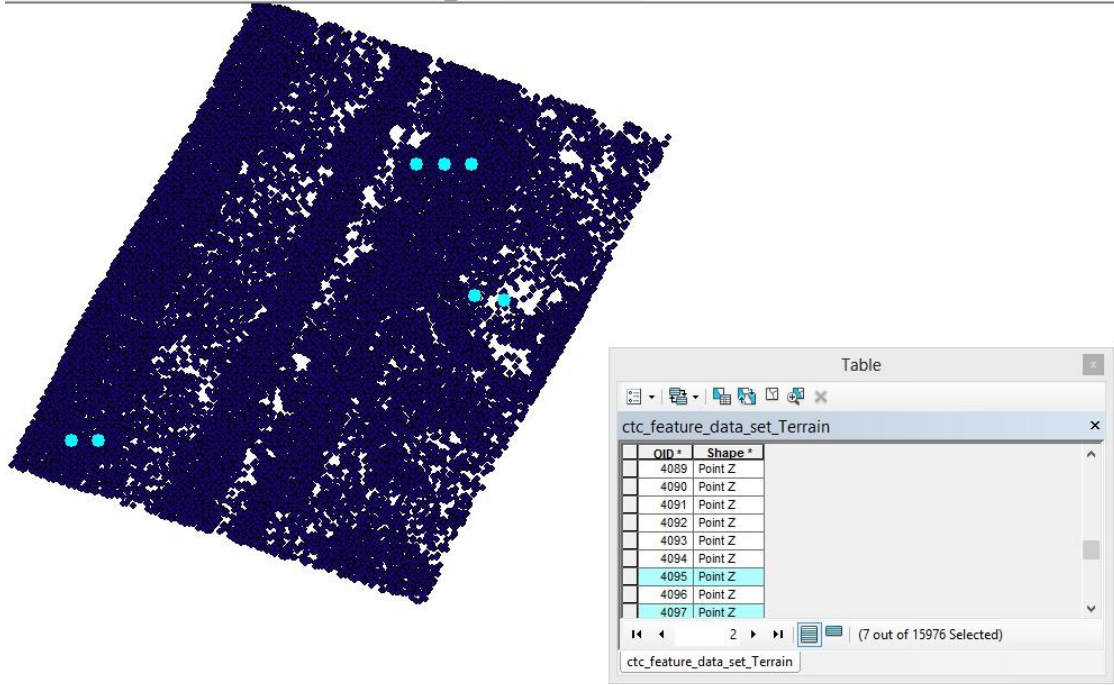 Table
ctc_feature_data_set_Terrain
OID * Shape *
4089 Point Z
4090 Point Z
4091 Point Z
4092 Point Z
4093 Point Z
4094 Point Z
4095 Point Z
4096 Point Z
4097 Point Z
2 (7 out of 15976 Selected)
ctc_feature_data_set_Terrain